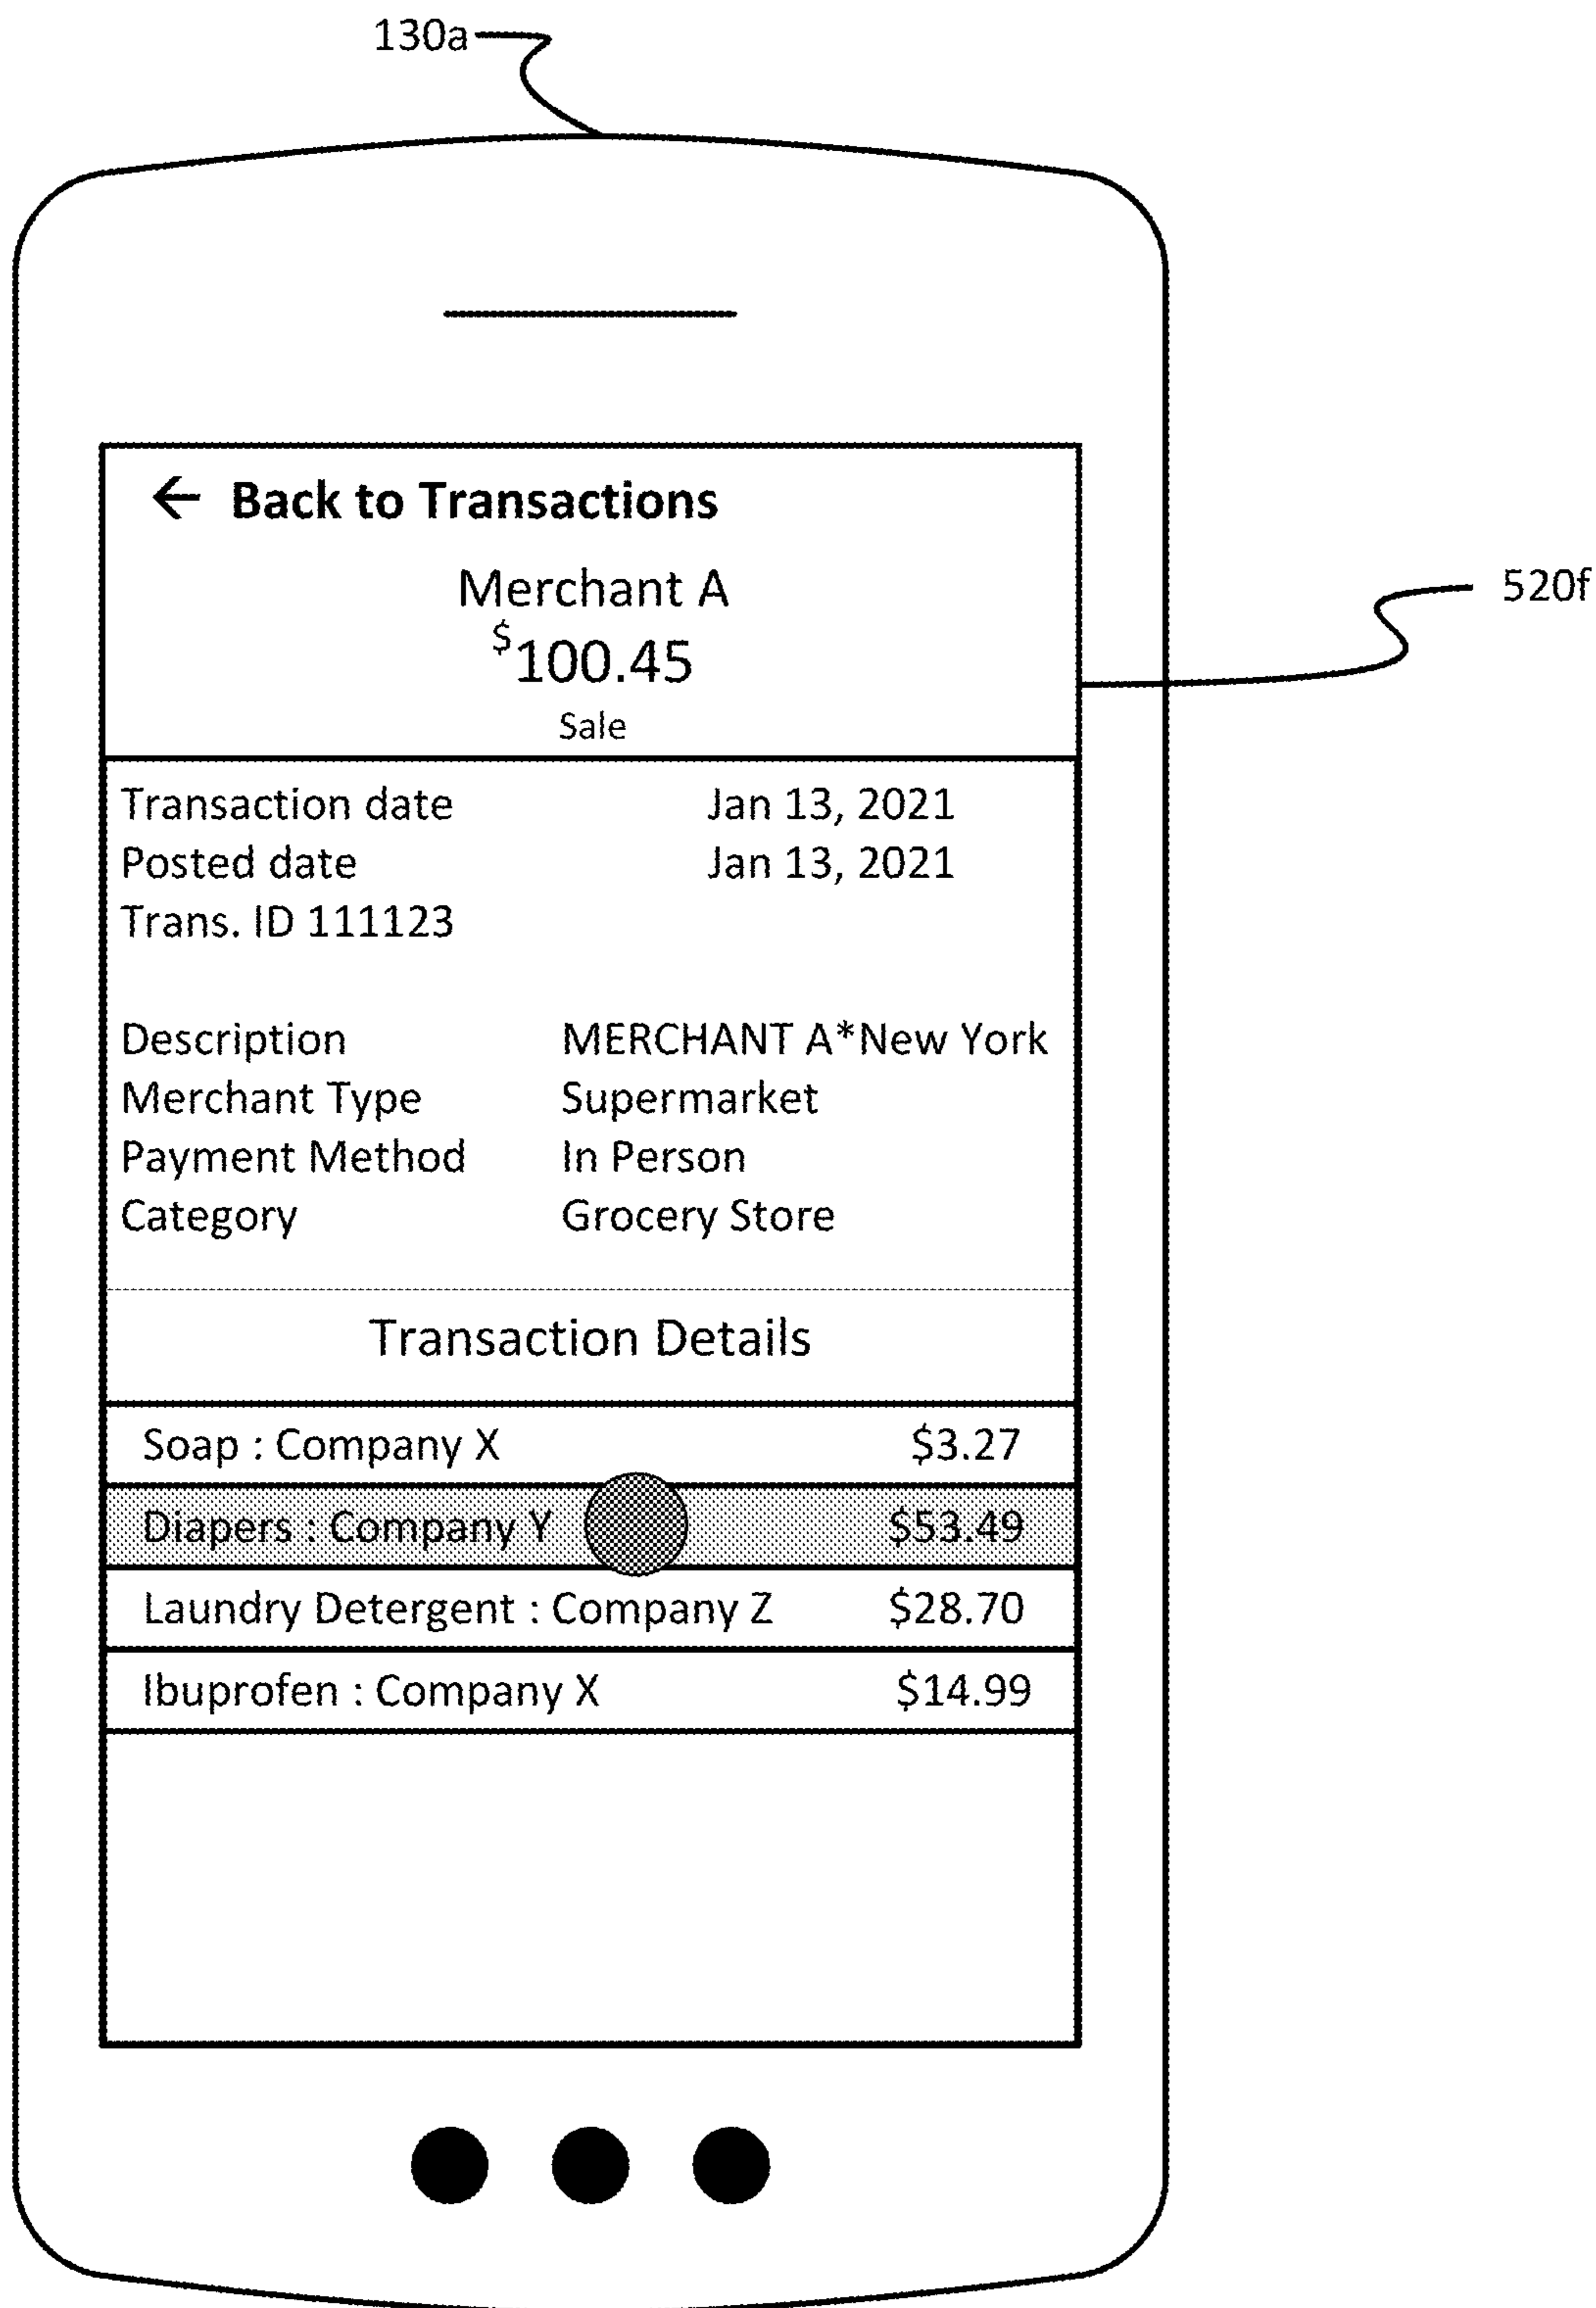 130a
← Back to Transactions
Merchant A
520f
$100.45
Sale
Transaction date Jan 13, 2021
Posted date Jan 13, 2021
Trans. ID 111123
Description MERCHANT A*New York
Merchant Type Supermarket
Payment Method In Person
Category Grocery Store
Transaction Details
Soap : Company X $3.27
Diapers : Company Y $53.49
Laundry Detergent : Company Z $28.70
Ibuprofen : Company X $14.99